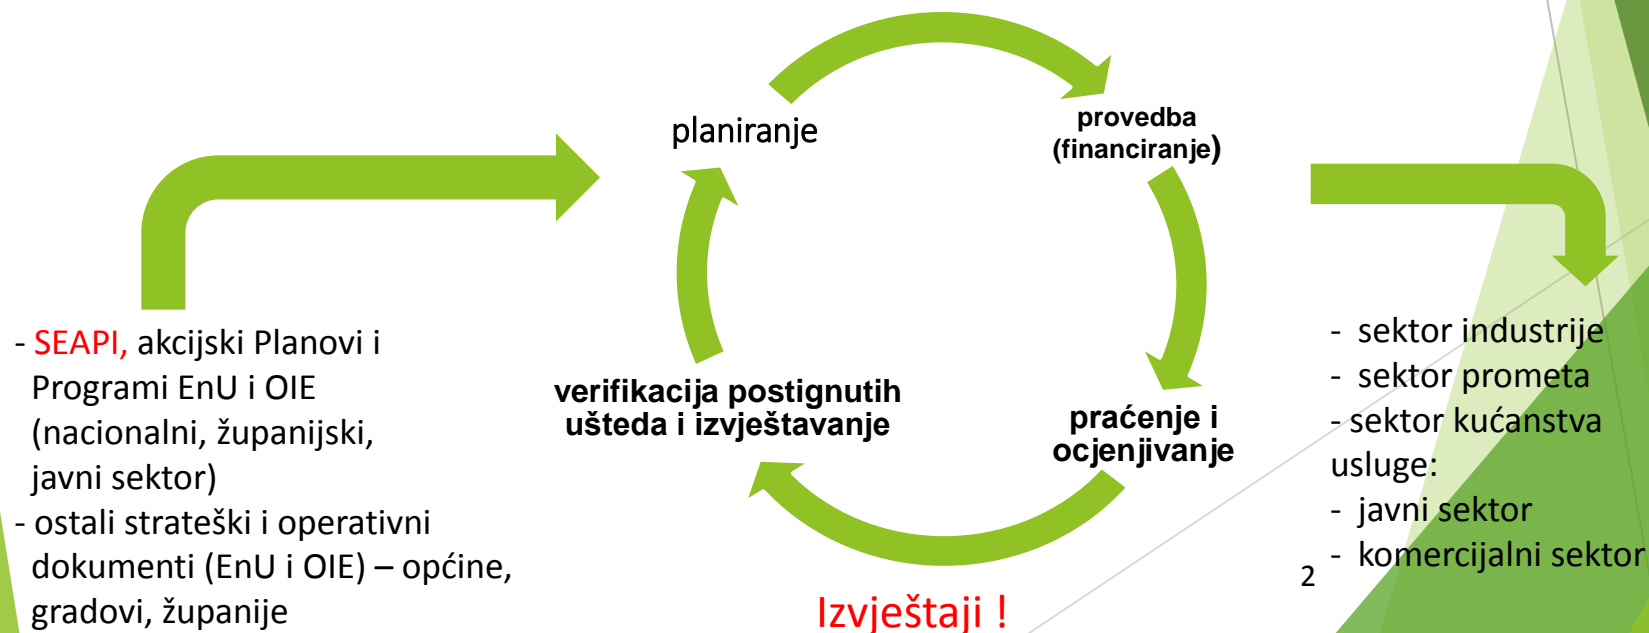 planiranje
provedba
(financiranje)
- SEAPI, akcijski Planovi i
Programi EnU i OIE
(nacionalni, županijski,
javni sektor)
- ostali strateški i operativni
dokumenti (EnU i OIE) – općine,
gradovi, županije
verifikacija postignutih
ušteda i izvještavanje
praćenje i
ocjenjivanje
Izvještaji !
- sektor industrije
- sektor prometa
- sektor kućanstva
usluge:
- javni sektor
- komercijalni sektor
2